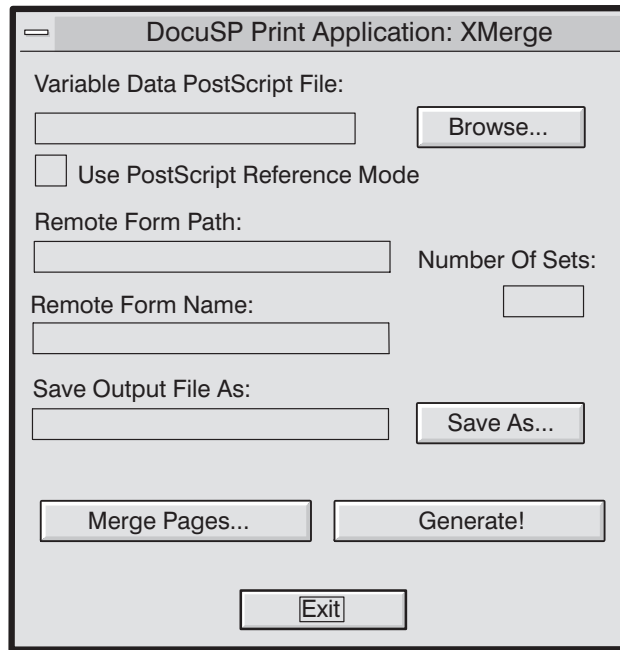 DocuSP Print Application: XMerge
Variable Data PostScript File:
Browse...
Use PostScript Reference Mode
Remote Form Path:
Number Of Sets:
Remote Form Name:
Save Output File As:
Save As...
Merge Pages...
Generate!
Exit